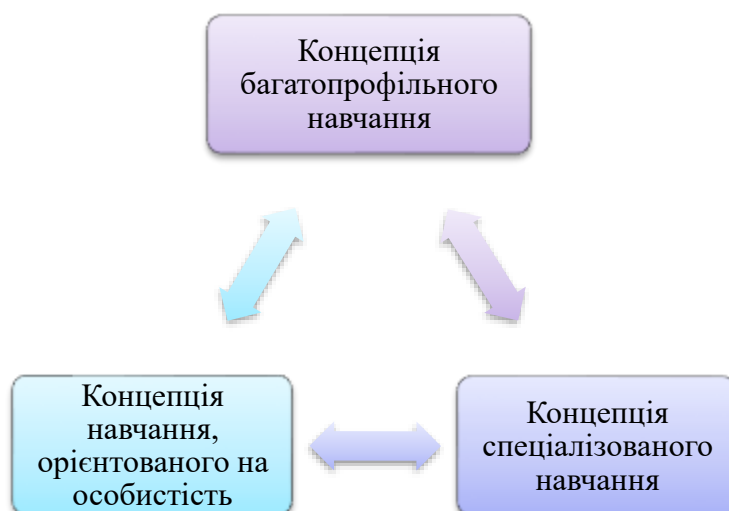 Концепція
багатопрофільного
навчання
Концепція
навчання,
орієнтованого на
особистість
Концепція
спеціалізованого
навчання